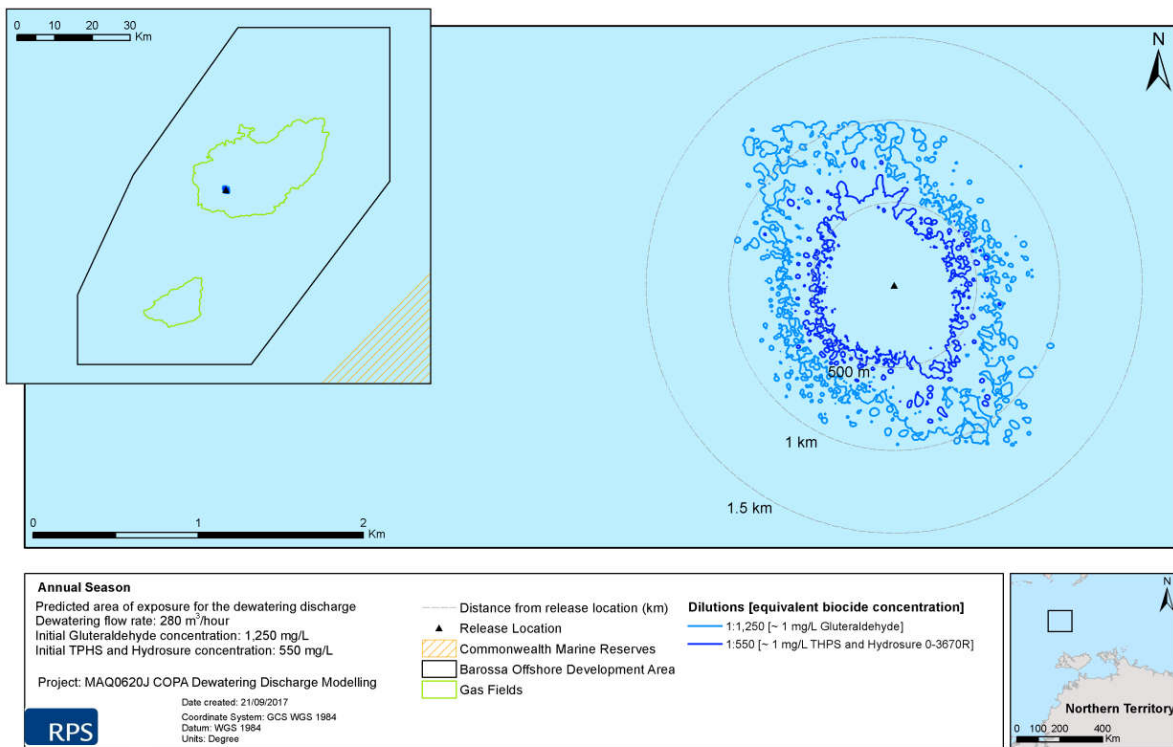 0 10 20 30
Km
N
500 m
1 km
1.5 km
0 1 2
Km
Annual Season
Predicted area of exposure for the dewatering discharge
Dewatering flow rate: 280 m³/hour
Initial Gluteraldehyde concentration: 1,250 mg/L
Initial TPHS and Hydrosure concentration: 550 mg/L
Project: MAQ0620J COPA Dewatering Discharge Modelling
Date created: 21/09/2017
Coordinate System: GCS WGS 1984
Datum: WGS 1984
Units: Degree
RPS
Distance from release location (km)
Release Location
Commonwealth Marine Reserves
Barossa Offshore Development Area
Gas Fields
Dilutions [equivalent biocide concentration]
1:1,250 [~ 1 mg/L Gluteraldehyde]
1:550 [~ 1 mg/L THPS and Hydrosure 0-3670R]
N
Northern Territory
0 100 200 400
Km